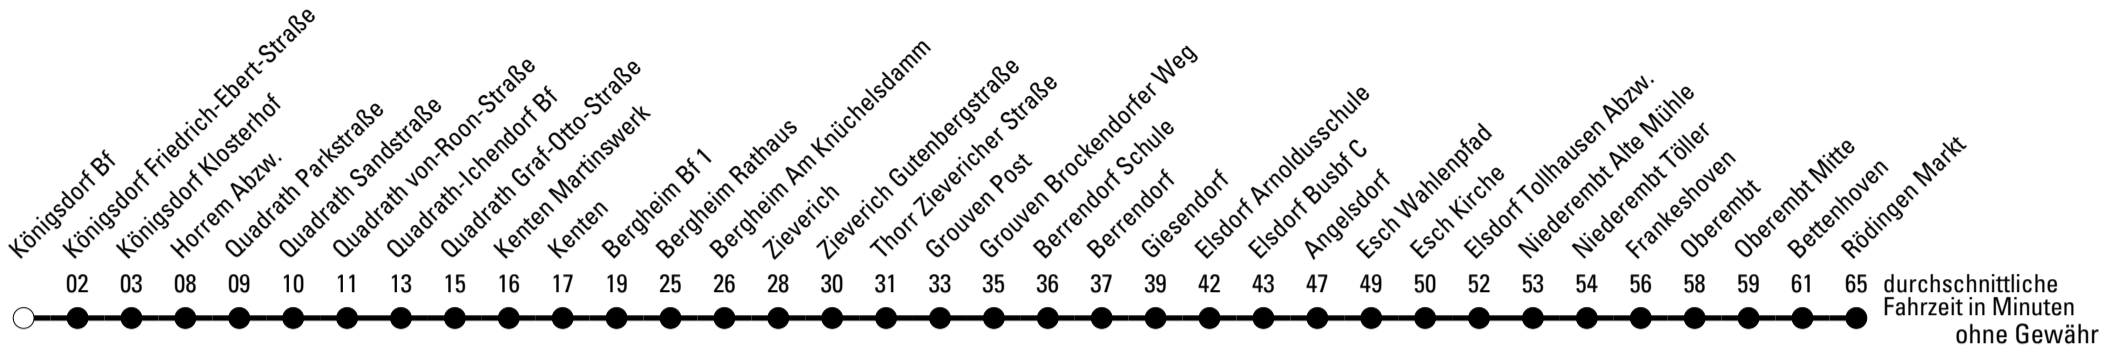 Königsdorf Bf
Königsdorf Friedrich-Ebert-Straße
Königsdorf Klosterhof
Horrem Abzw.
Quadrath Parkstraße
Quadrath Sandstraße
Quadrath von-Roon-Straße
Quadrath-Ichendorf Bf
Quadrath Graf-Otto-Straße
Kenten Martinswerk
Kenten
Bergheim Bf 1
Bergheim Rathaus
Bergheim Am Knüchelsdamm
Zieverich
Zieverich Gutenbergstraße
Thorr Zievericher Straße
Grouven Post
Grouven Brockendorfer Weg
Berrendorf Schule
Berrendorf
Giesendorf
Elsdorf Arnoldusschule
Elsdorf Busbf C
Angelsdorf
Esch Wahlenpfad
Esch Kirche
Elsdorf Tollhausen Abzw.
Niederembt Alte Mühle
Niederembt Töller
Frankeshoven
Oberembt
Oberembt Mitte
Bettenhoven
Rödingen Markt
02 03 08 09 10 11 13 15 16 17 19 25 26 28 30 31 33 35 36 37 39 42 43 47 49 50 52 53 54 56 58 59 61 65 durchschnittliche
Fahrzeit in Minuten
ohne Gewähr